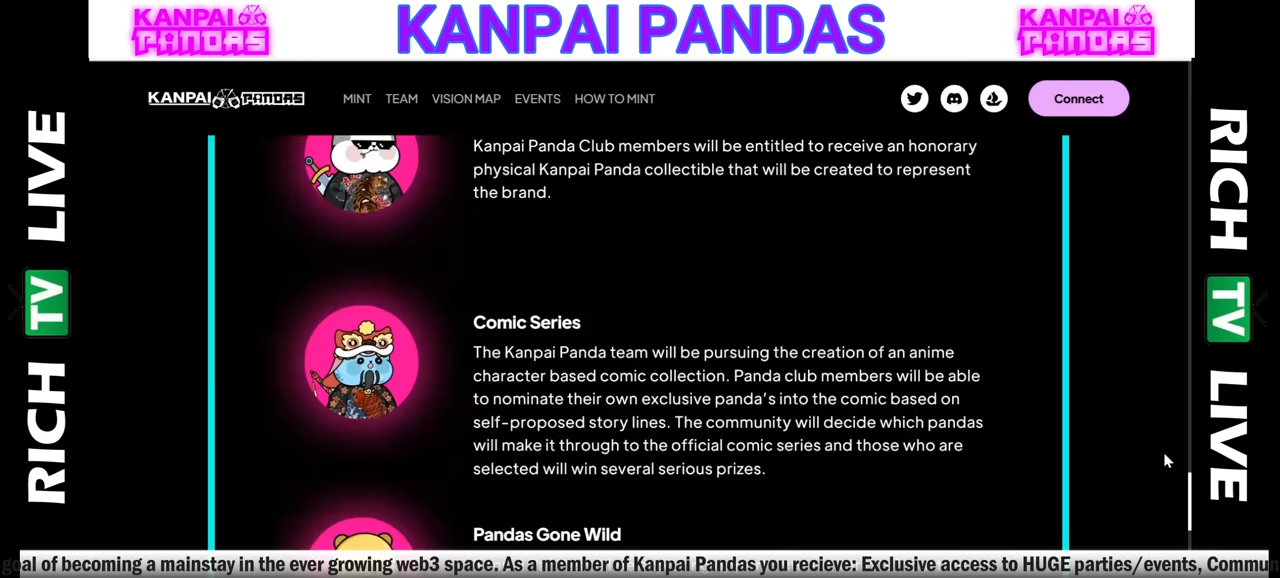 KANPAI PANDAS
KANPAI PANDAS
KANPAI PANDAS
KANPAI PANDAS
MINT TEAM VISION MAP EVENTS HOW TO MINT
Connect
RICH TV LIVE
RICH TV LIVE
Kanpai Panda Club members will be entitled to receive an honorary
physical Kanpai Panda collectible that will be created to represent
the brand.
Comic Series
The Kanpai Panda team will be pursuing the creation of an anime
character based comic collection. Panda club members will be able
to nominate their own exclusive panda's into the comic based on
self-proposed story lines. The community will decide which pandas
will make it through to the official comic series and those who are
selected will win several serious prizes.
Pandas Gone Wild
goal of becoming a mainstay in the ever growing web3 space. As a member of Kanpai Pandas you recieve: Exclusive access to HUGE parties/events, Commu